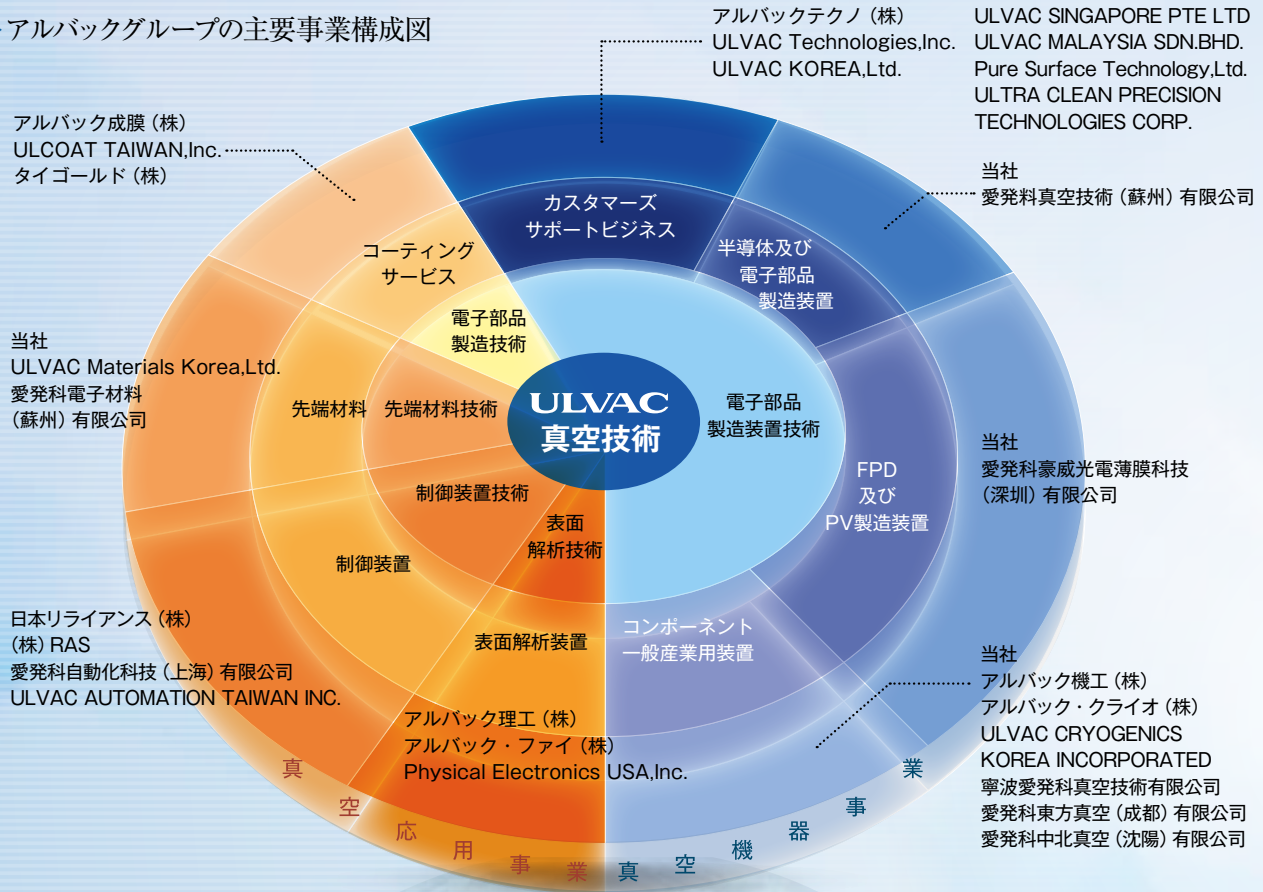 アルバックグループの主要事業構成図
アルバックテクノ（株）
ULVAC Technologies,Inc.
ULVAC KOREA,Ltd.
ULVAC SINGAPORE PTE LTD
ULVAC MALAYSIA SDN.BHD.
Pure Surface Technology,Ltd.
ULTRA CLEAN PRECISION
TECHNOLOGIES CORP.
アルバック成膜（株）
ULCOAT TAIWAN,Inc.
タイゴールド（株）
当社
愛発科真空技術（蘇州）有限公司
カスタマーズ
サポートビジネス
コーティング
サービス
半導体及び
電子部品
製造装置
電子部品
製造技術
当社
ULVAC Materials Korea,Ltd.
愛発科電子材料
（蘇州）有限公司
先端材料
先端材料技術
ULVAC
真空技術
電子部品
製造装置技術
当社
愛発科豪威光電薄膜科技
（深圳）有限公司
FPD
及び
PV製造装置
制御装置技術
表面
解析技術
制御装置
日本リライアンス（株）
（株）RAS
愛発科自動化科技（上海）有限公司
ULVAC AUTOMATION TAIWAN INC.
表面解析装置
コンポーネント
一般産業用装置
当社
アルバック機工（株）
アルバック・クライオ（株）
ULVAC CRYOGENICS
KOREA INCORPORATED
寧波愛発科真空技術有限公司
愛発科東方真空（成都）有限公司
愛発科中北真空（沈陽）有限公司
アルバック理工（株）
アルバック・ファイ（株）
Physical Electronics USA,Inc.
真空応用事業
真空機器事業